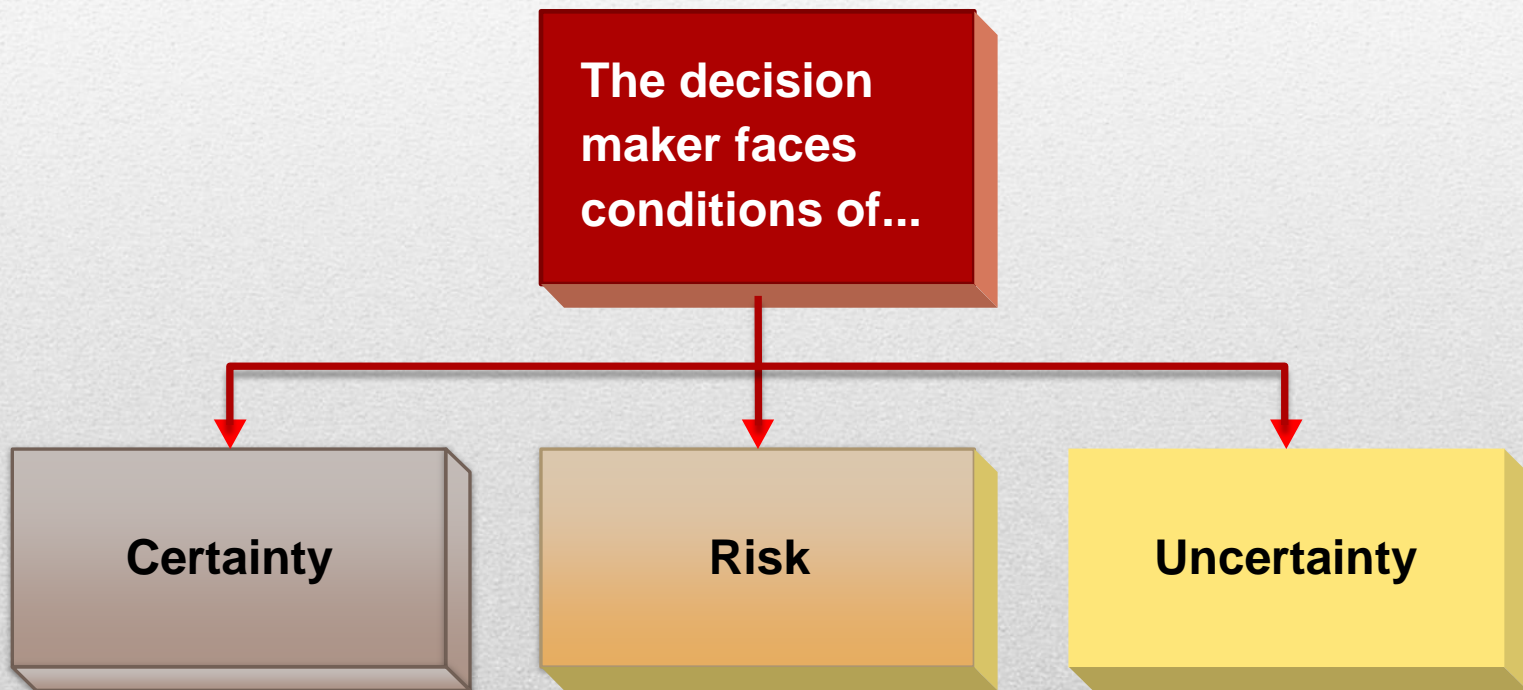 The decision
maker faces
conditions of...
Certainty
Risk
Uncertainty